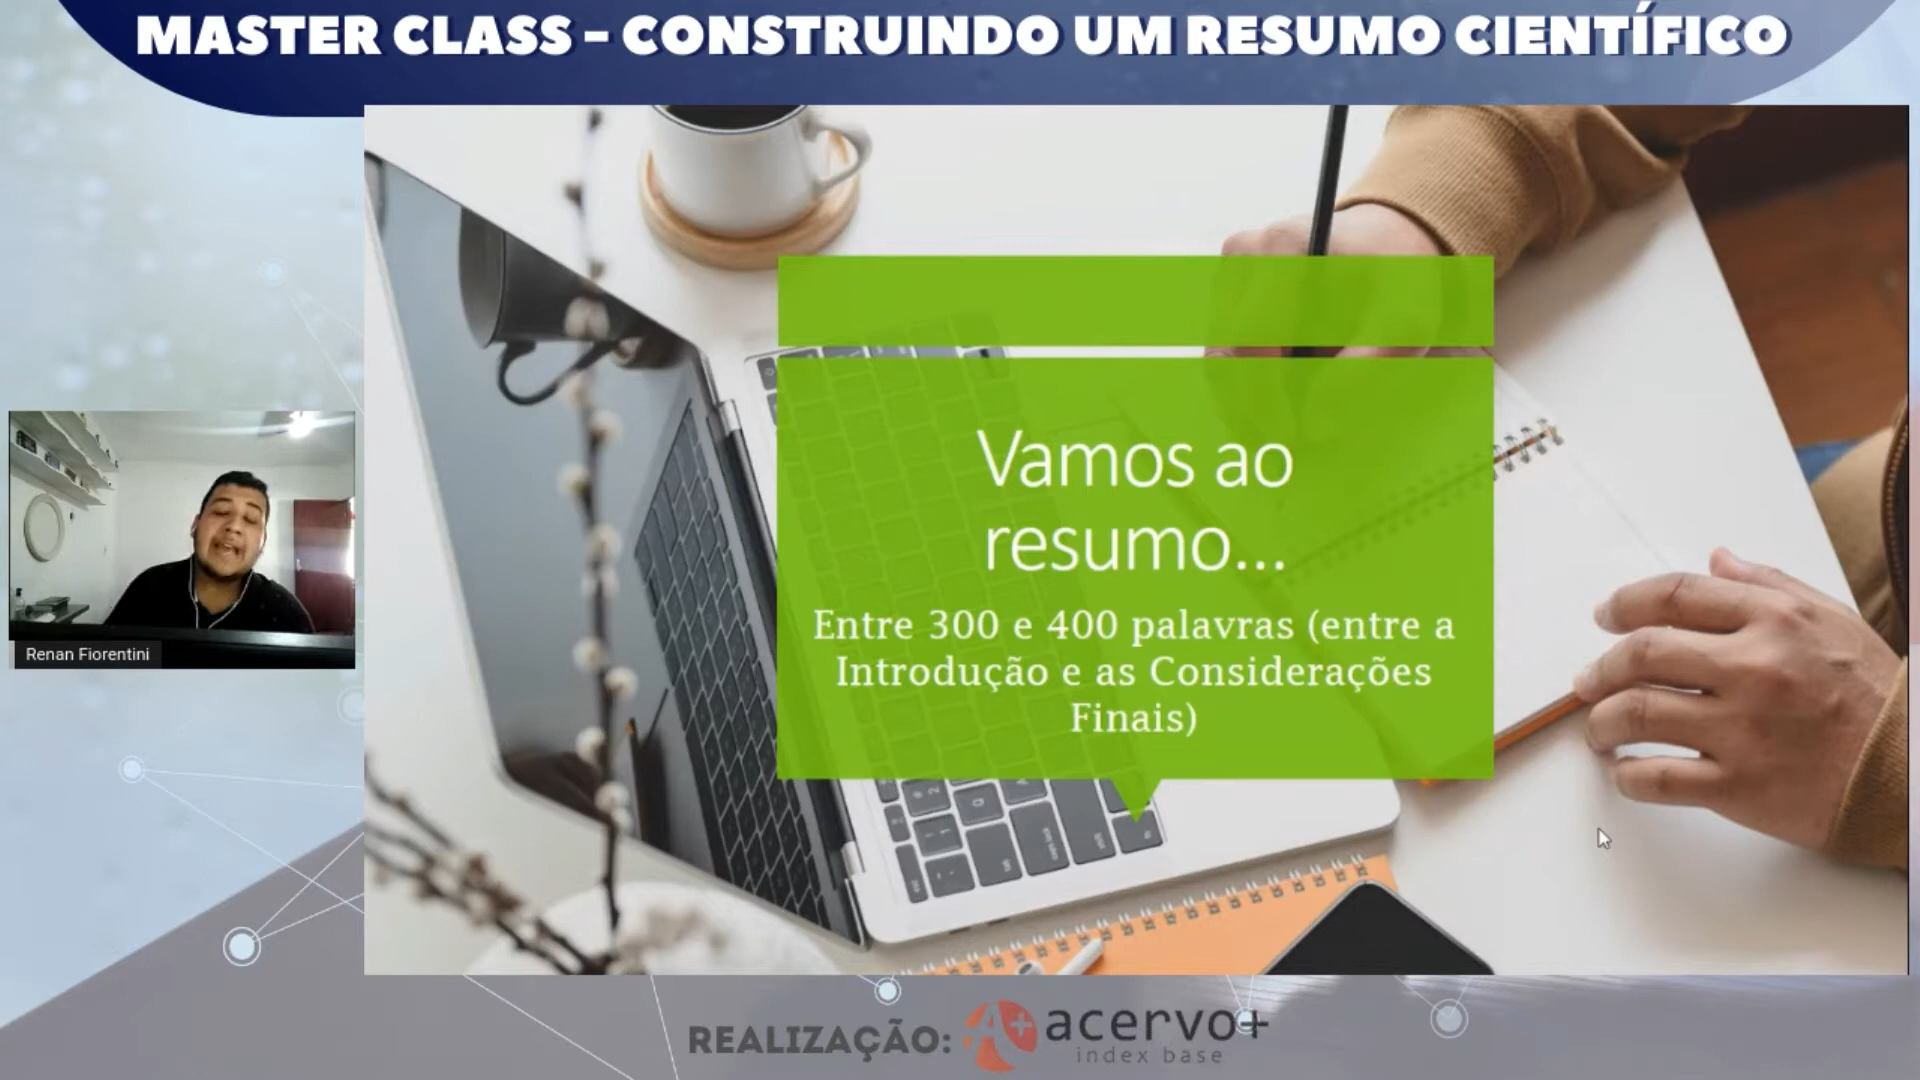 MASTER CLASS - CONSTRUINDO UM RESUMO CIENTÍFICO
Vamos ao
resumo...
Entre 300 e 400 palavras (entre a
Introdução e as Considerações
Finais)
Renan Fiorentini
REALIZAÇÃO: A+ acervo+
index base